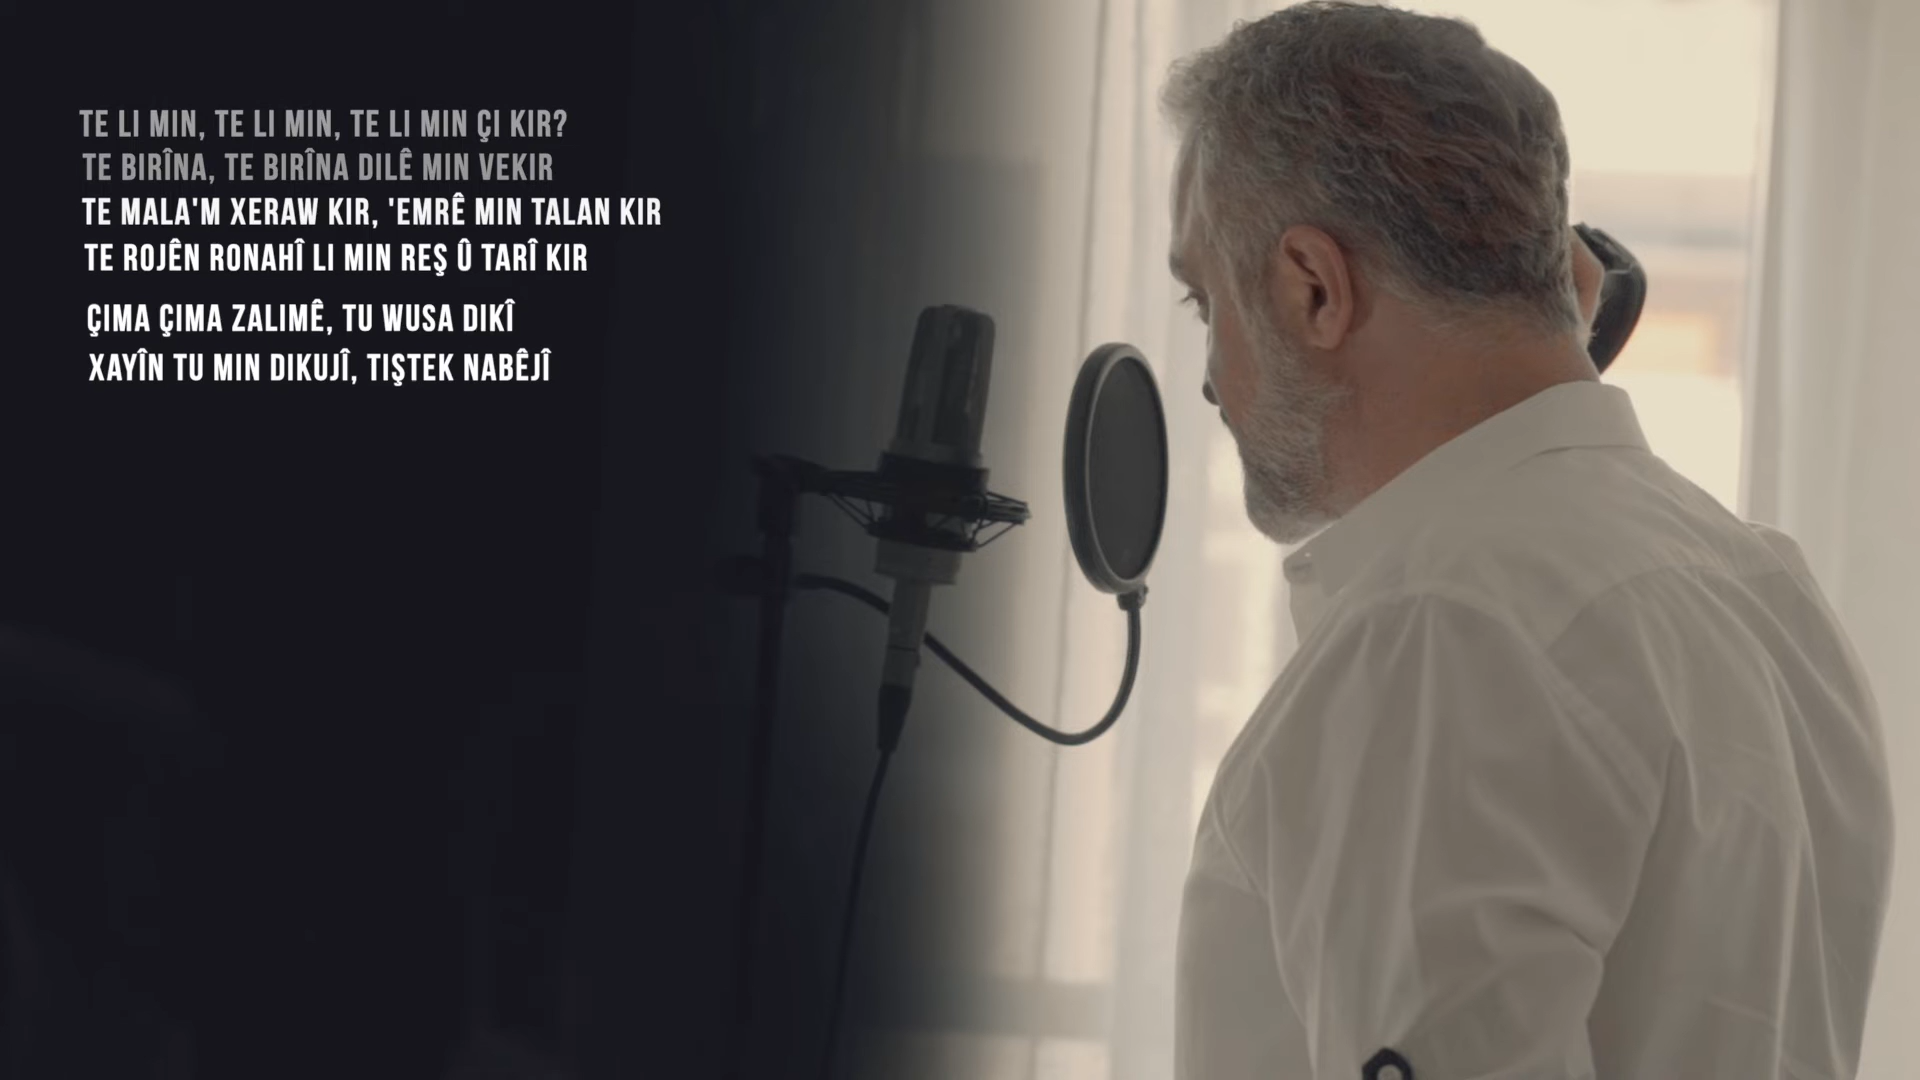 TE LI MIN, TE LI MIN, TE LI MIN ÇI KIR?
TE BIRÎNA, TE BIRÎNA DILÊ MIN VEKIR
TE MALA'M XERAW KIR, 'EMRÊ MIN TALAN KIR
TE ROJÊN RONAHÎ LI MIN REŞ Û TARÎ KIR
ÇIMA ÇIMA ZALIMÊ, TU WUSA DIKÎ
XAYÎN TU MIN DIKUJÎ, TIŞTEK NABÊJÎ